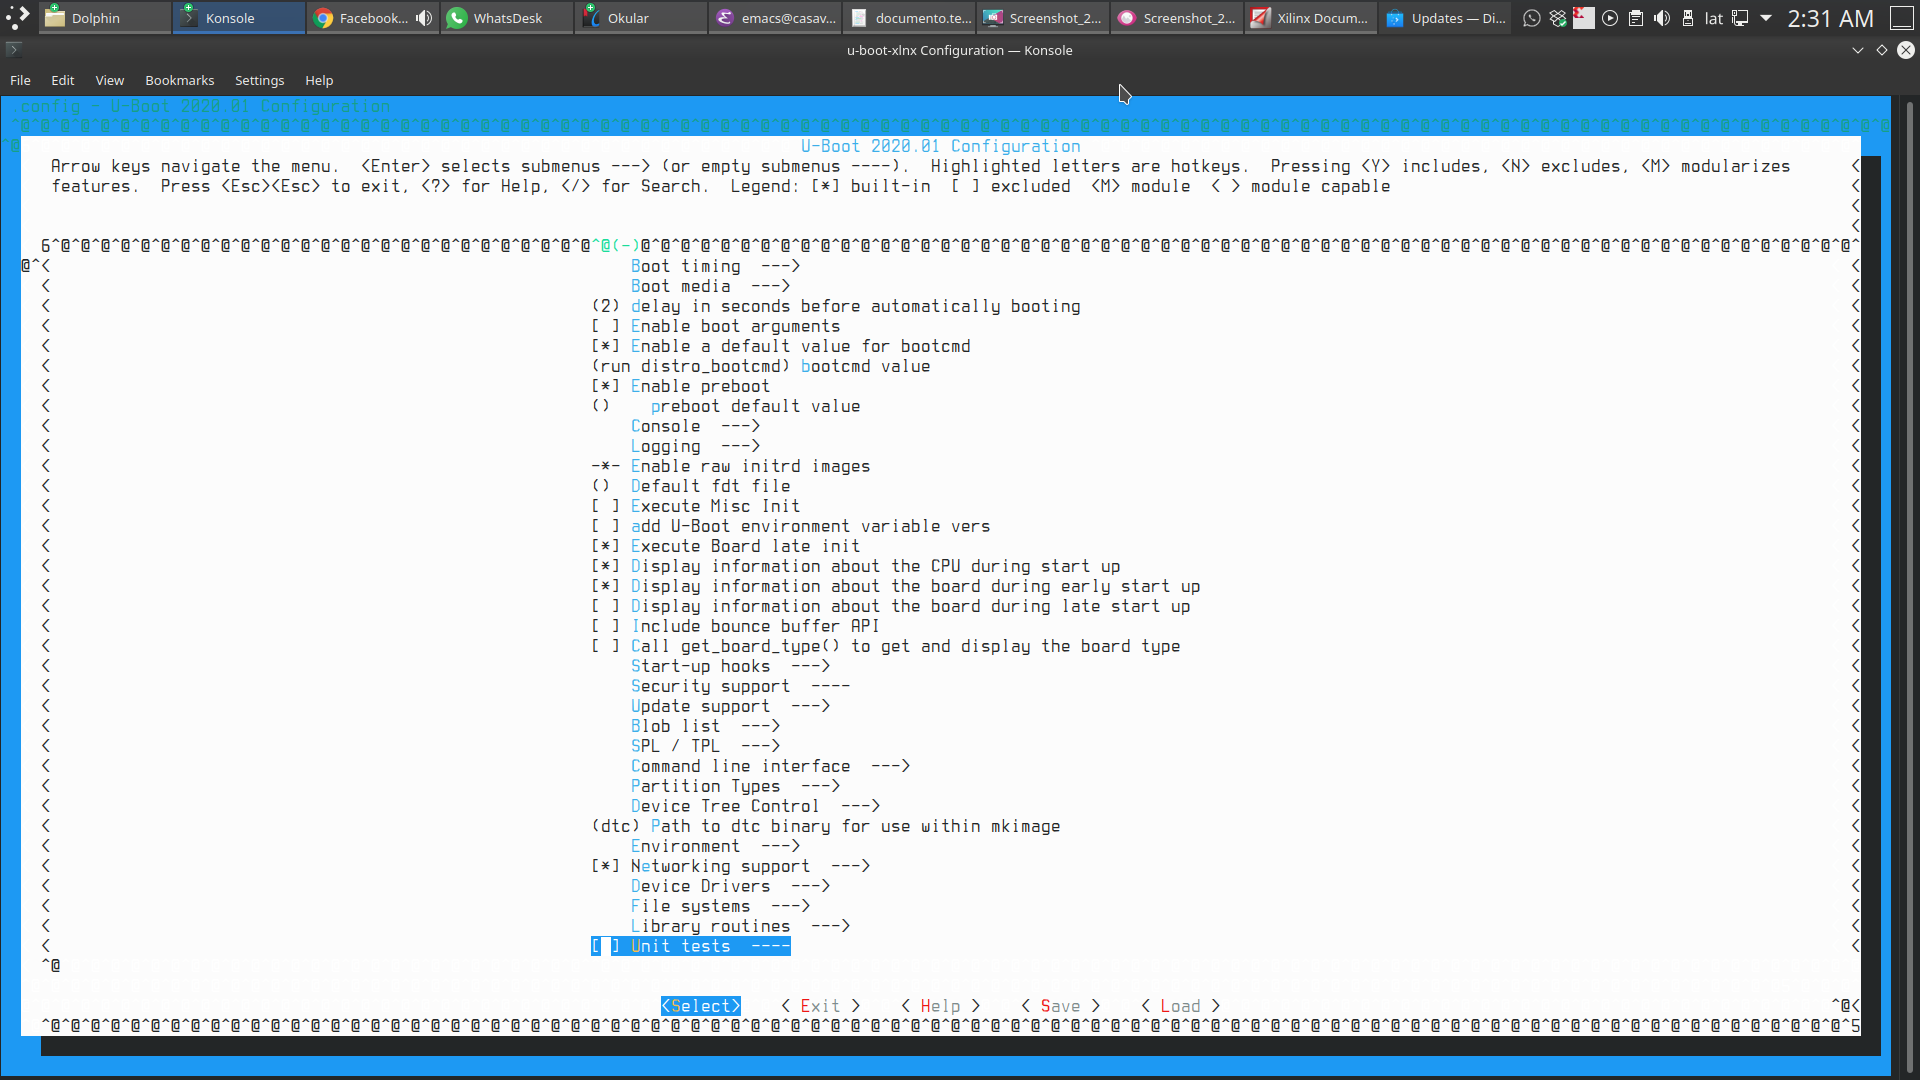 Dolphin
Konsole
Facebook...
WhatsDesk
Okular
emacs@casav...
documento.te...
Screenshot_2...
Screenshot_2...
Xilinx Docum...
Updates — Di...
lat
2:31 AM
u-boot-xlnx Configuration — Konsole
File Edit View Bookmarks Settings Help
.config - U-Boot 2020.01 Configuration
U-Boot 2020.01 Configuration
Arrow keys navigate the menu. <Enter> selects submenus ---> (or empty submenus ----). Highlighted letters are hotkeys. Pressing <Y> includes, <N> excludes, <M> modularizes
features. Press <Esc><Esc> to exit, <?> for Help, </> for Search. Legend: [*] built-in [ ] excluded <M> module < > module capable
Boot timing --->
Boot media --->
(2) delay in seconds before automatically booting
[ ] Enable boot arguments
[*] Enable a default value for bootcmd
(run distro_bootcmd) bootcmd value
[*] Enable preboot
() preboot default value
Console --->
Logging --->
-*- Enable raw initrd images
() Default fdt file
[ ] Execute Misc Init
[ ] add U-Boot environment variable vers
[*] Execute Board late init
[*] Display information about the CPU during start up
[*] Display information about the board during early start up
[ ] Display information about the board during late start up
[ ] Include bounce buffer API
[ ] Call get_board_type() to get and display the board type
Start-up hooks --->
Security support ----
Update support --->
Blob list --->
SPL / TPL --->
Command line interface --->
Partition Types --->
Device Tree Control --->
(dtc) Path to dtc binary for use within mkimage
Environment --->
[*] Networking support --->
Device Drivers --->
File systems --->
Library routines --->
[ ] Unit tests ----
^@
<Select> < Exit > < Help > < Save > < Load >